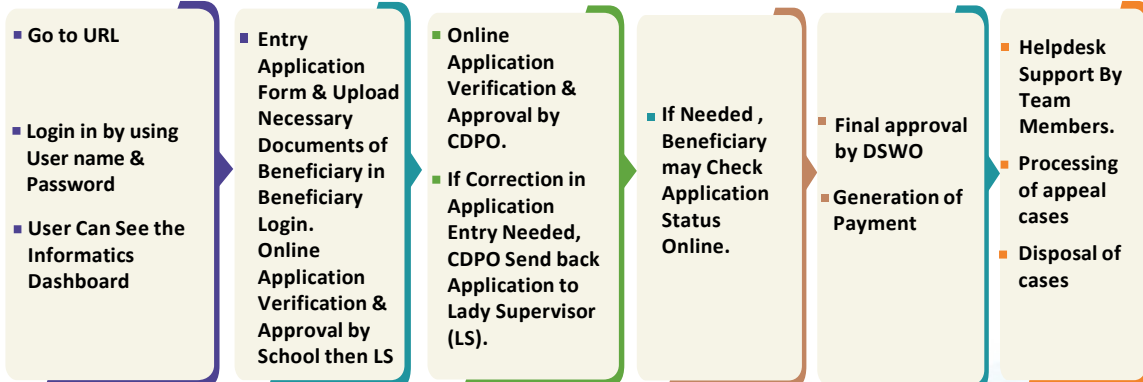 Go to URL
Login in by using
User name &
Password
User Can See the
Informatics
Dashboard
Entry
Application
Form & Upload
Necessary
Documents of
Beneficiary in
Beneficiary
Login.
Online
Application
Verification &
Approval by
School then LS
Online
Application
Verification &
Approval by
CDPO.
If Correction in
Application
Entry Needed,
CDPO Send back
Application to
Lady Supervisor
(LS).
If Needed ,
Beneficiary
may Check
Application
Status
Online.
Final approval
by DSWO
Generation of
Payment
Helpdesk
Support By
Team
Members.
Processing
of appeal
cases
Disposal of
cases